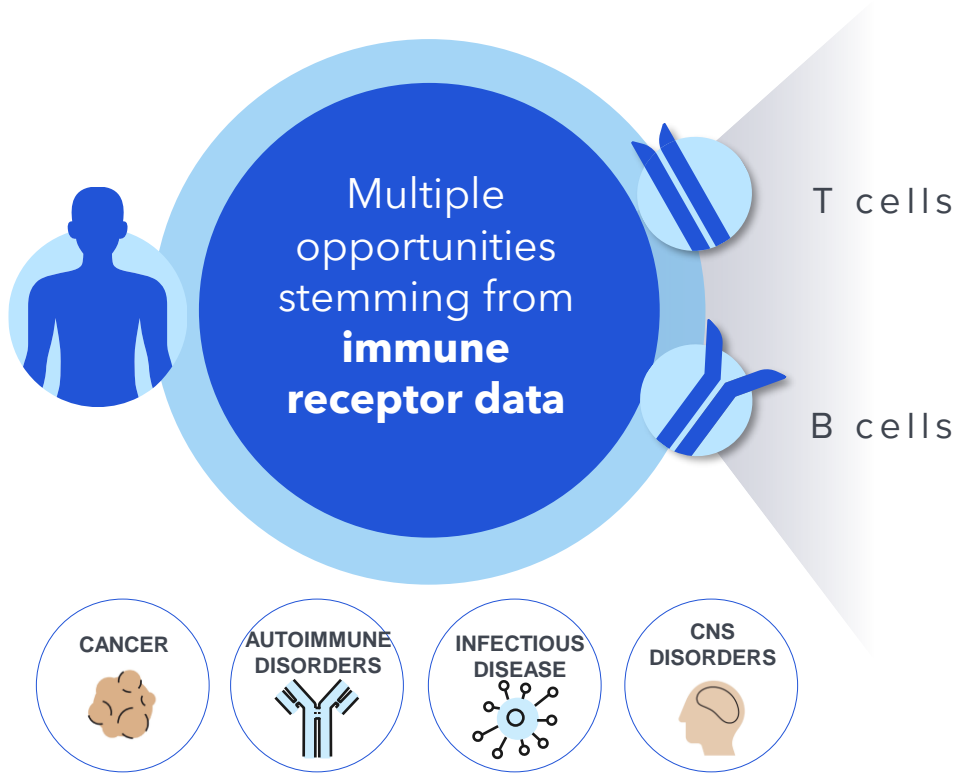 Multiple
opportunities
stemming from
immune
receptor data
T cells
B cells
CANCER
AUTOIMMUNE
DISORDERS
INFECTIOUS
DISEASE
CNS
DISORDERS